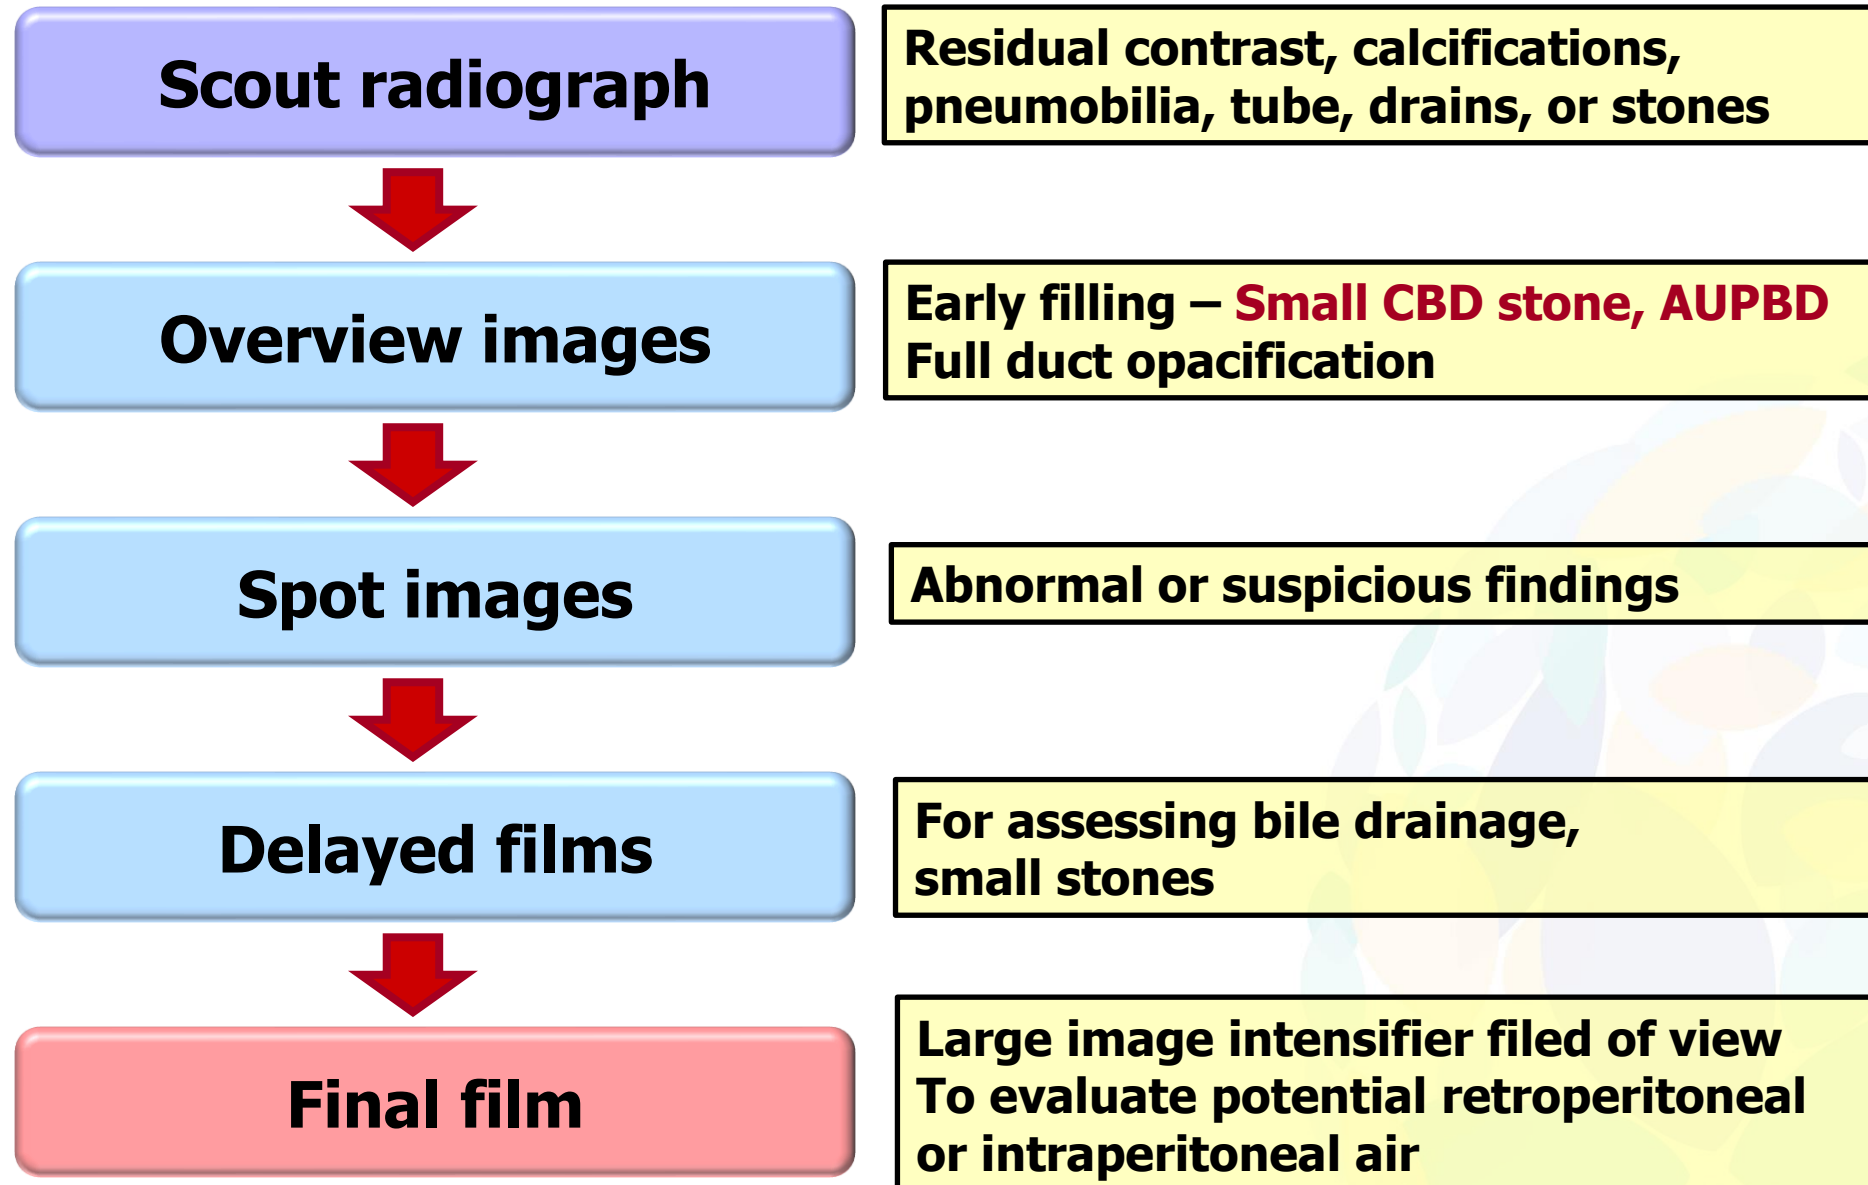 Scout radiograph
Residual contrast, calcifications,
pneumobilia, tube, drains, or stones
Overview images
Early filling – Small CBD stone, AUPBD
Full duct opacification
Spot images
Abnormal or suspicious findings
Delayed films
For assessing bile drainage,
small stones
Final film
Large image intensifier filed of view
To evaluate potential retroperitoneal
or intraperitoneal air